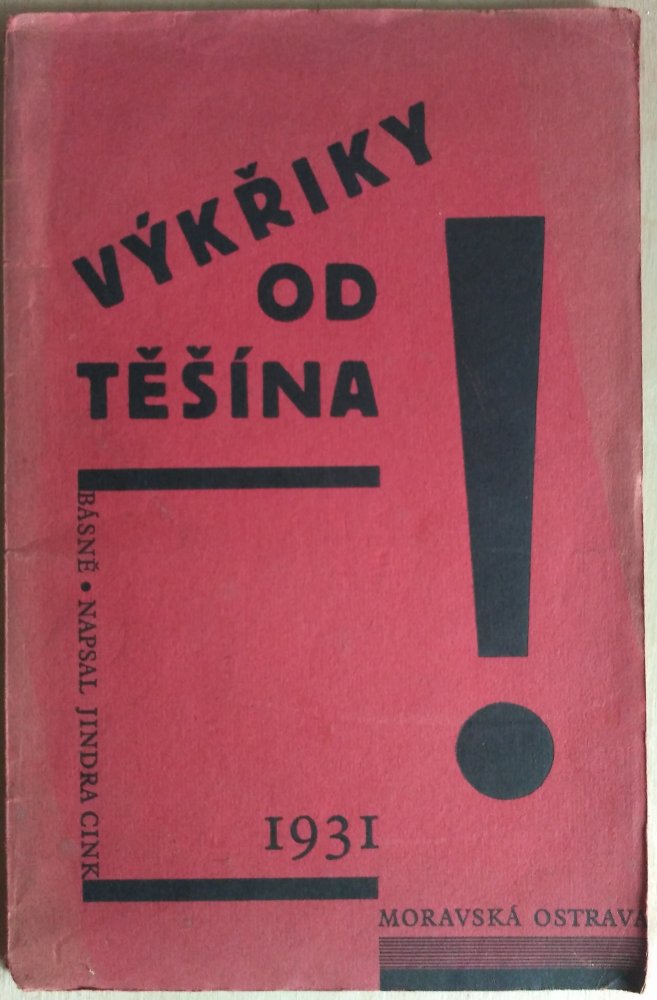 VÝKŘIKY
OD
TĚŠÍNA
!
BÁSNĚ • NAPSAL JINDRA CINK
1931
MORAVSKÁ OSTRAVA